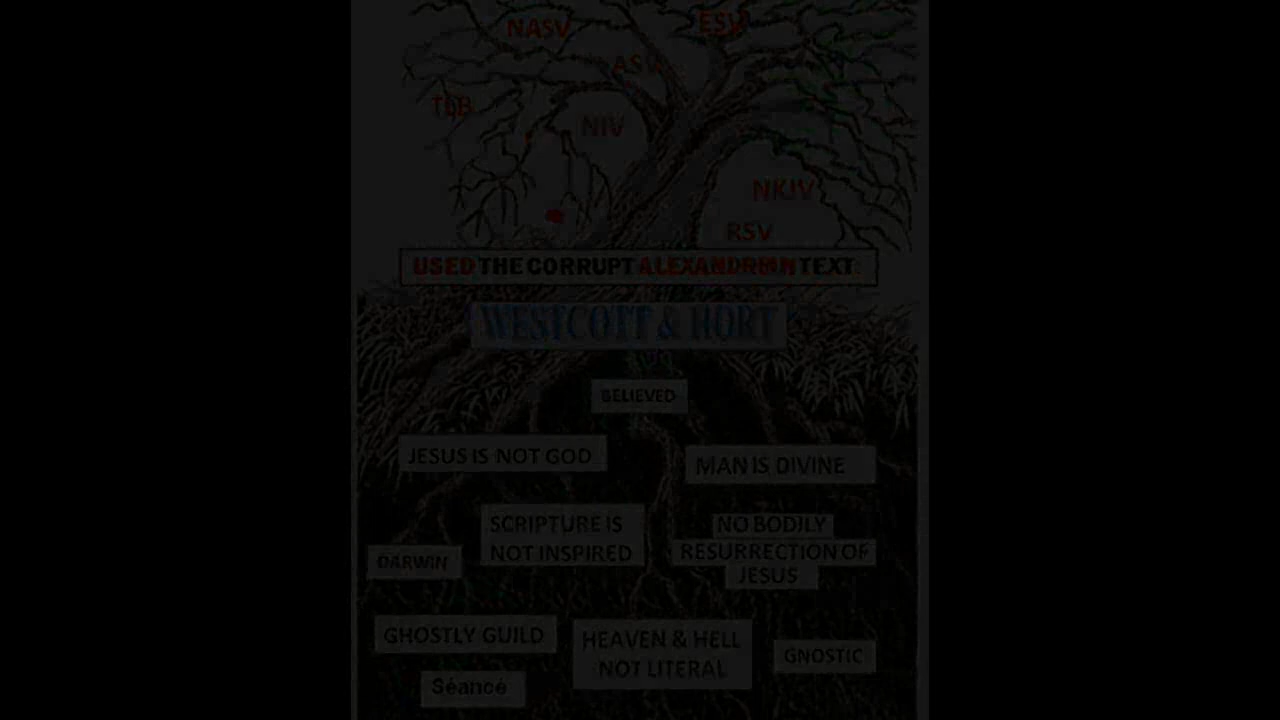 NASV
ESV
ASV
TLB
NIV
NKJV
RSV
USED THE CORRUPT ALEXANDRIAN TEXT:
WESTCOTT & HORT
BELIEVED
JESUS IS NOT GOD
MAN IS DIVINE
SCRIPTURE IS
NOT INSPIRED
NO BODILY
RESURRECTION OF
JESUS
DARWIN
GHOSTLY GUILD
HEAVEN & HELL
NOT LITERAL
GNOSTIC
Séance